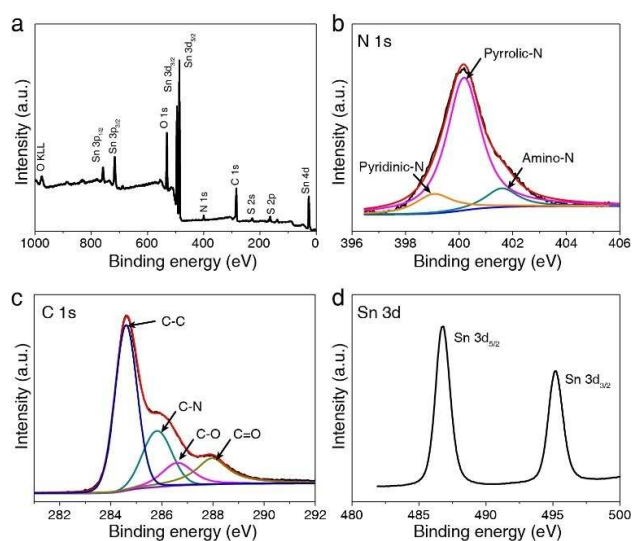 a
Intensity (a.u.)
O KLL
Sn 3p1/2
Sn 3p3/2
O 1s
Sn 3d3/2
Sn 3d5/2
N 1s
C 1s
S 2s
S 2p
Sn 4d
1000 800 600 400 200 0
Binding energy (eV)
b
N 1s
Intensity (a.u.)
Pyrrolic-N
Pyridinic-N
Amino-N
396 398 400 402 404 406
Binding energy (eV)
c
C 1s
Intensity (a.u.)
C-C
C-N
C-O
C=O
282 284 286 288 290 292
Binding energy (eV)
d
Sn 3d
Intensity (a.u.)
Sn 3d5/2
Sn 3d3/2
480 485 490 495 500
Binding energy (eV)